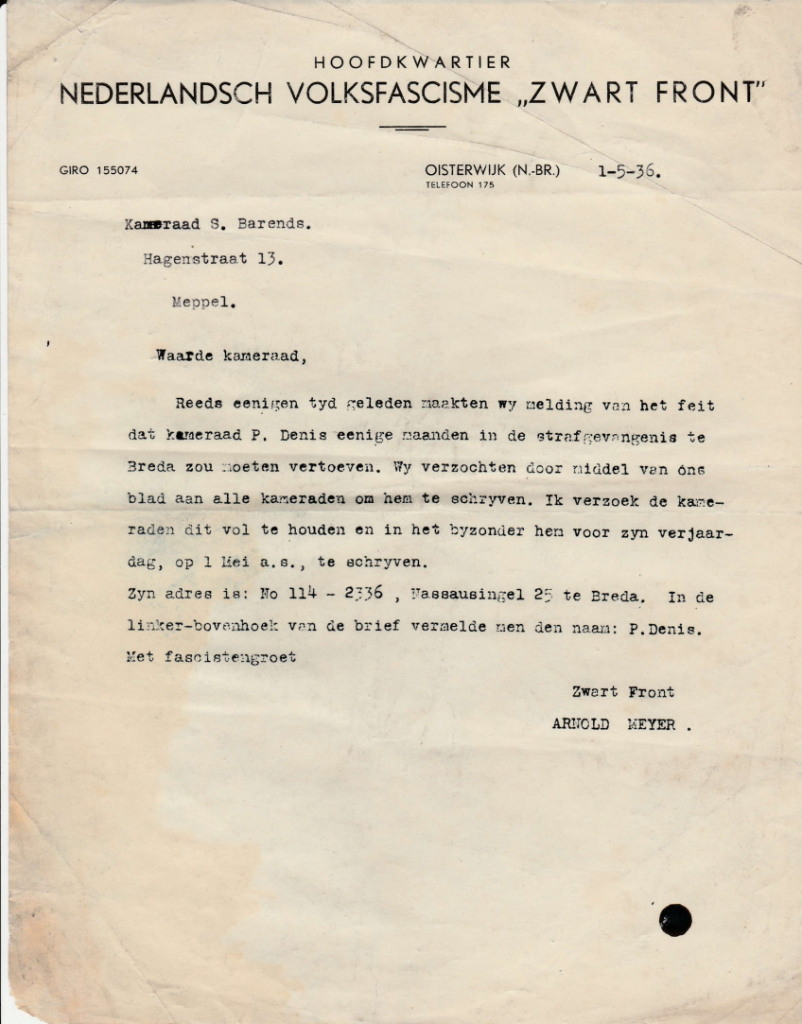 HOOFDKWARTIER
NEDERLANDSCH VOLKSFASCISME „ZWART FRONT”
GIRO 155074
OISTERWIJK (N.-BR.) 1-5-36.
TELEFOON 175
Kameraad S. Barends.
Hagenstraat 13.
Meppel.
Waarde kameraad,
Reeds eenigen tyd geleden maakten wy melding van het feit
dat kameraad P. Denis eenige maanden in de strafgevangenis te
Breda zou moeten vertoeven. Wy verzochten door middel van óns
blad aan alle kameraden om hem te schryven. Ik verzoek de kame-
raden dit vol te houden en in het byzonder hem voor zyn verjaar-
dag, op 1 Mei a.s., te schryven.
Zyn adres is: No 114 - 2336 , Nassausingel 25 te Breda. In de
linker-bovenhoek van de brief vermelde men den naam: P.Denis.
Met fascistengroet
Zwart Front
ARNOLD MEYER .